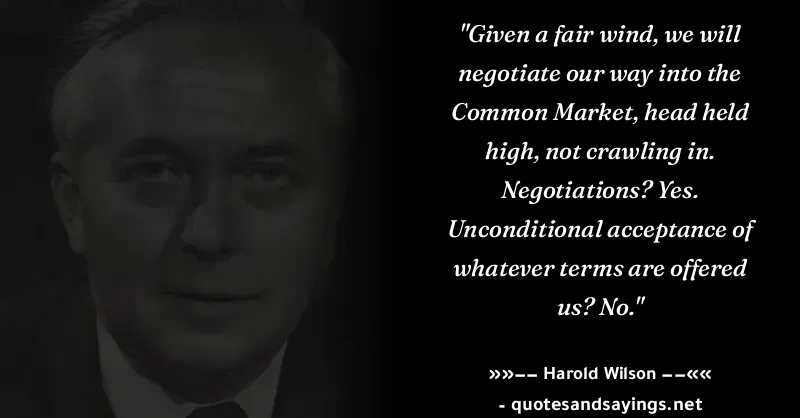 "Given a fair wind, we will
negotiate our way into the
Common Market, head held
high, not crawling in.
Negotiations? Yes.
Unconditional acceptance of
whatever terms are offered
us? No."
»»–– Harold Wilson ––««
- quotesandsayings.net